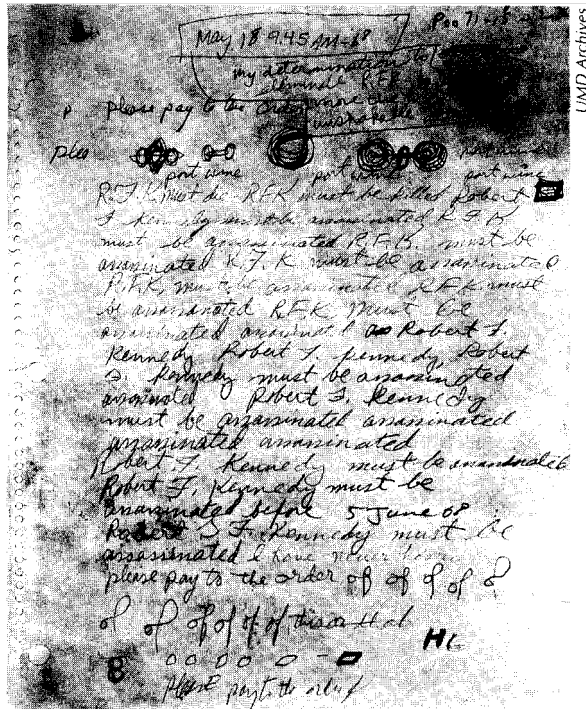 UMD Archives
May 18 9.45 AM-68
my determination to
eliminate R.F.K.
Please pay to the order
port wine port wine port wine
R.F.K must die R.F.K must be killed Robert
F. Kennedy must be assassinated R.F.K
must be assassinated R.F.K. must be
assassinated R.F.K must be assassinated
R.F.K. must be assassinated R.F.K must
be assassinated R.F.K must be
assassinated assassinated Robert F.
Kennedy Robert F. Kennedy Robert
F. Kennedy must be assassinated
assassinated Robert F. Kennedy
must be assassinated assassinated
assassinated assassinated
Robert F. Kennedy must be assassinated
Robert F. Kennedy must be
assassinated before 5 June 68
Robert F. Kennedy must be
assassinated I have never
please pay to the order of of of of
of of of of of of this or that
8
Please pay to the order of